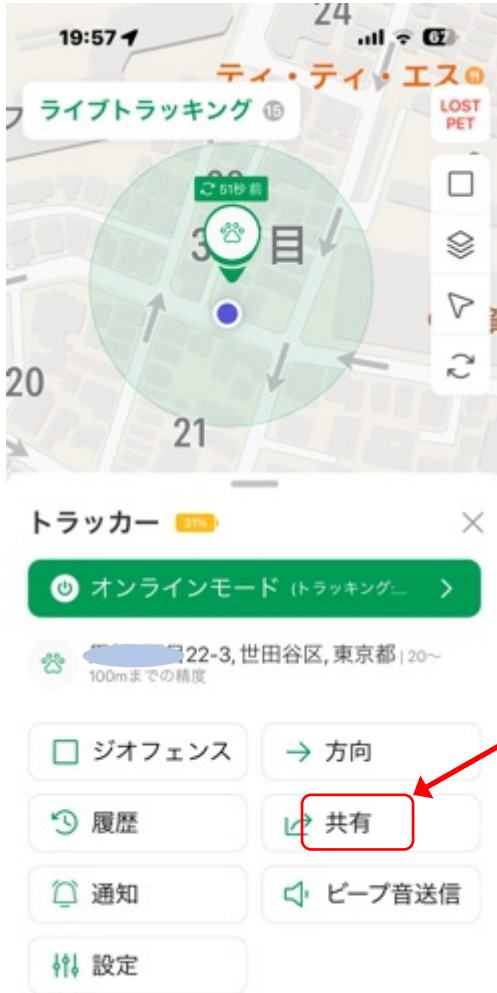 19:57
24
67
ティ・ティ・エス
ライブトラッキング 15
LOST
PET
51秒 前
3 目
20
21
トラッカー 31%
オンラインモード (トラッキング:...
22-3, 世田谷区, 東京都 | 20~
100mまでの精度
ジオフェンス
方向
履歴
共有
通知
ビープ音送信
設定